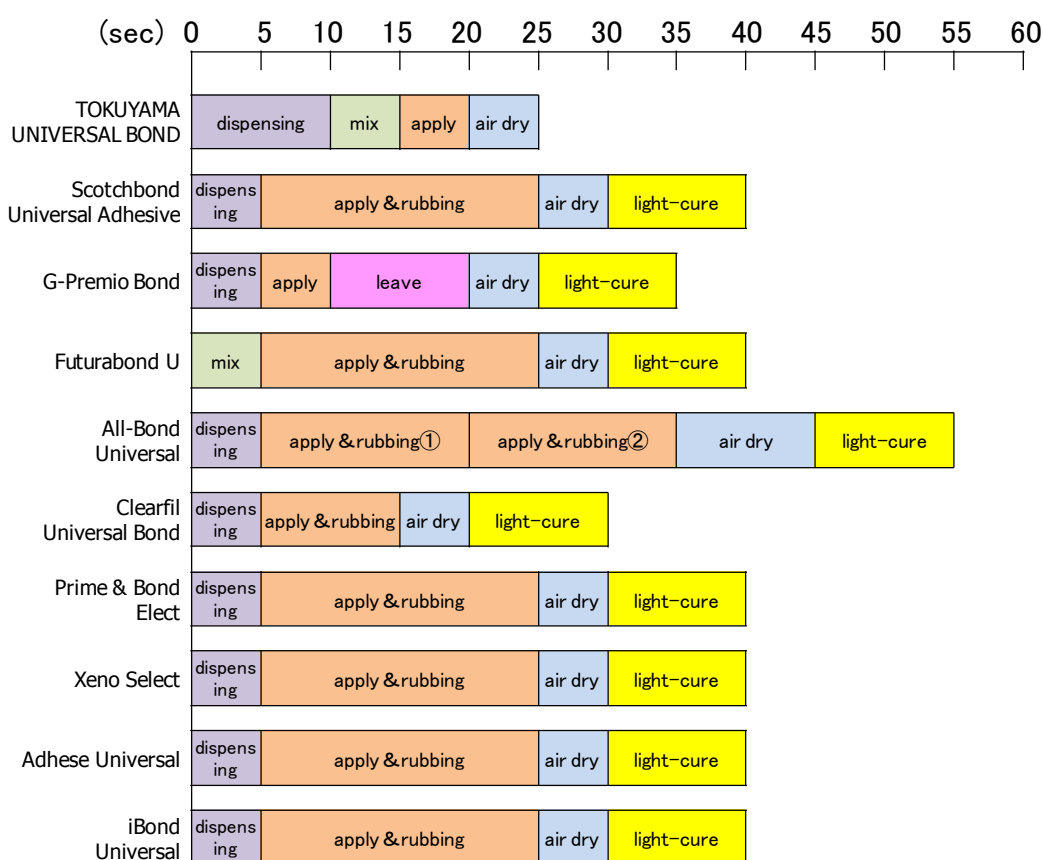 (sec) 0 5 10 15 20 25 30 35 40 45 50 55 60
TOKUYAMA
UNIVERSAL BOND
dispensing mix apply air dry
Scotchbond
Universal Adhesive
dispens
ing
apply &rubbing air dry light-cure
G-Premio Bond
dispens
ing
apply leave air dry light-cure
Futurabond U
mix apply &rubbing air dry light-cure
All-Bond
Universal
dispens
ing
apply &rubbing① apply &rubbing② air dry light-cure
Clearfil
Universal Bond
dispens
ing
apply &rubbing air dry light-cure
Prime & Bond
Elect
dispens
ing
apply &rubbing air dry light-cure
Xeno Select
dispens
ing
apply &rubbing air dry light-cure
Adhese Universal
dispens
ing
apply &rubbing air dry light-cure
iBond
Universal
dispens
ing
apply &rubbing air dry light-cure